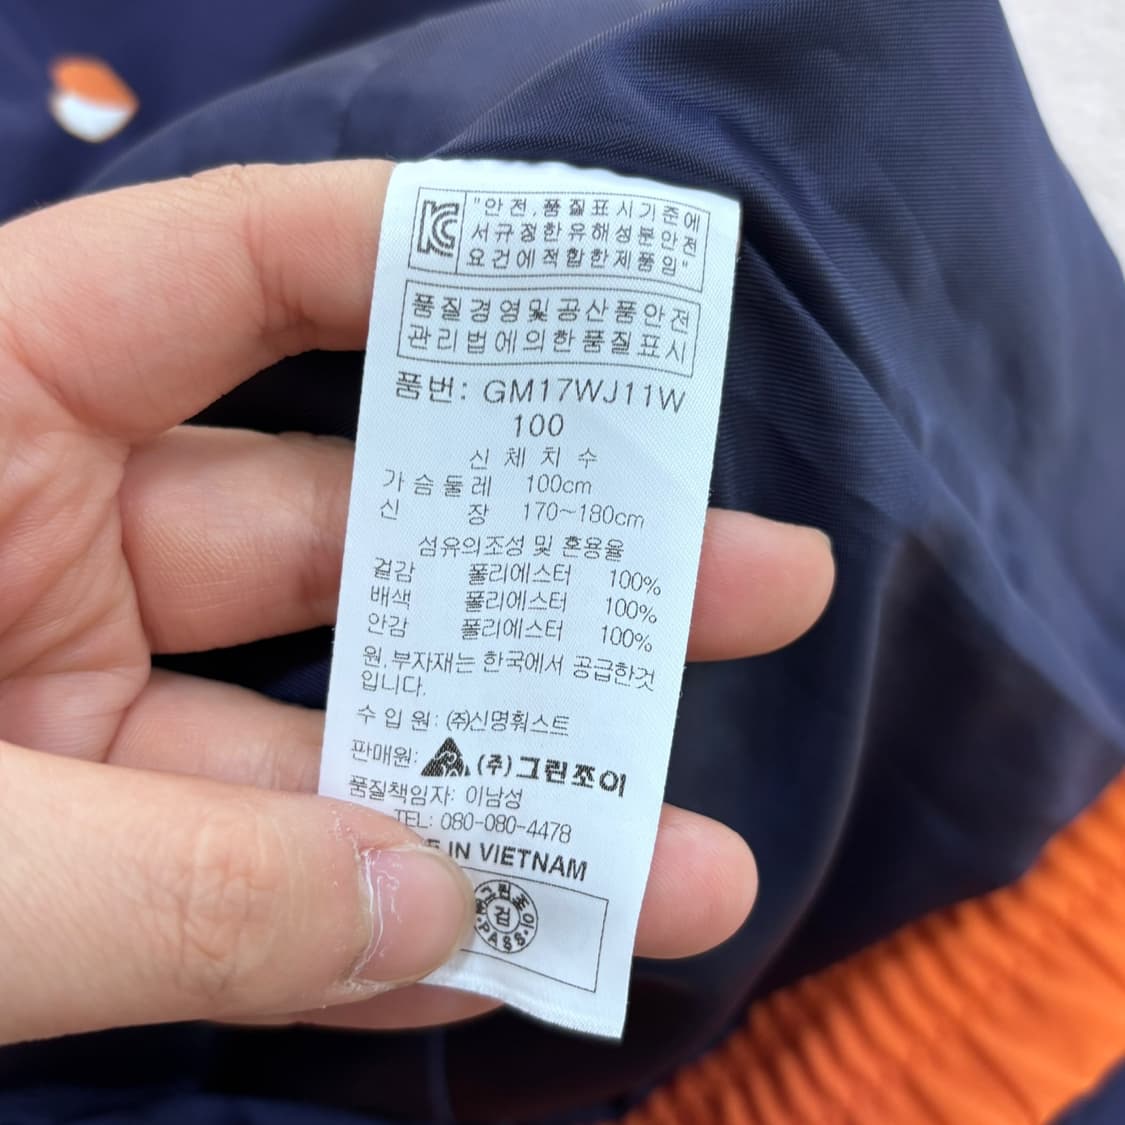 "안전,품질표시기준에
서규정한유해성분안전
요건에적합한제품임"
품질경영및공산품안전
관리법에의한품질표시
품번: GM17WJ11W
100
신체치수
가슴둘레 100cm
신 장 170~180cm
섬유의조성 및 혼용율
겉감 폴리에스터 100%
배색 폴리에스터 100%
안감 폴리에스터 100%
원.부자재는 한국에서 공급한것
입니다.
수입원: (주)신명훠스트
판매원: (주)그린조이
품질책임자: 이남성
TEL: 080-080-4478
IN VIETNAM
그린조이
검
PASS